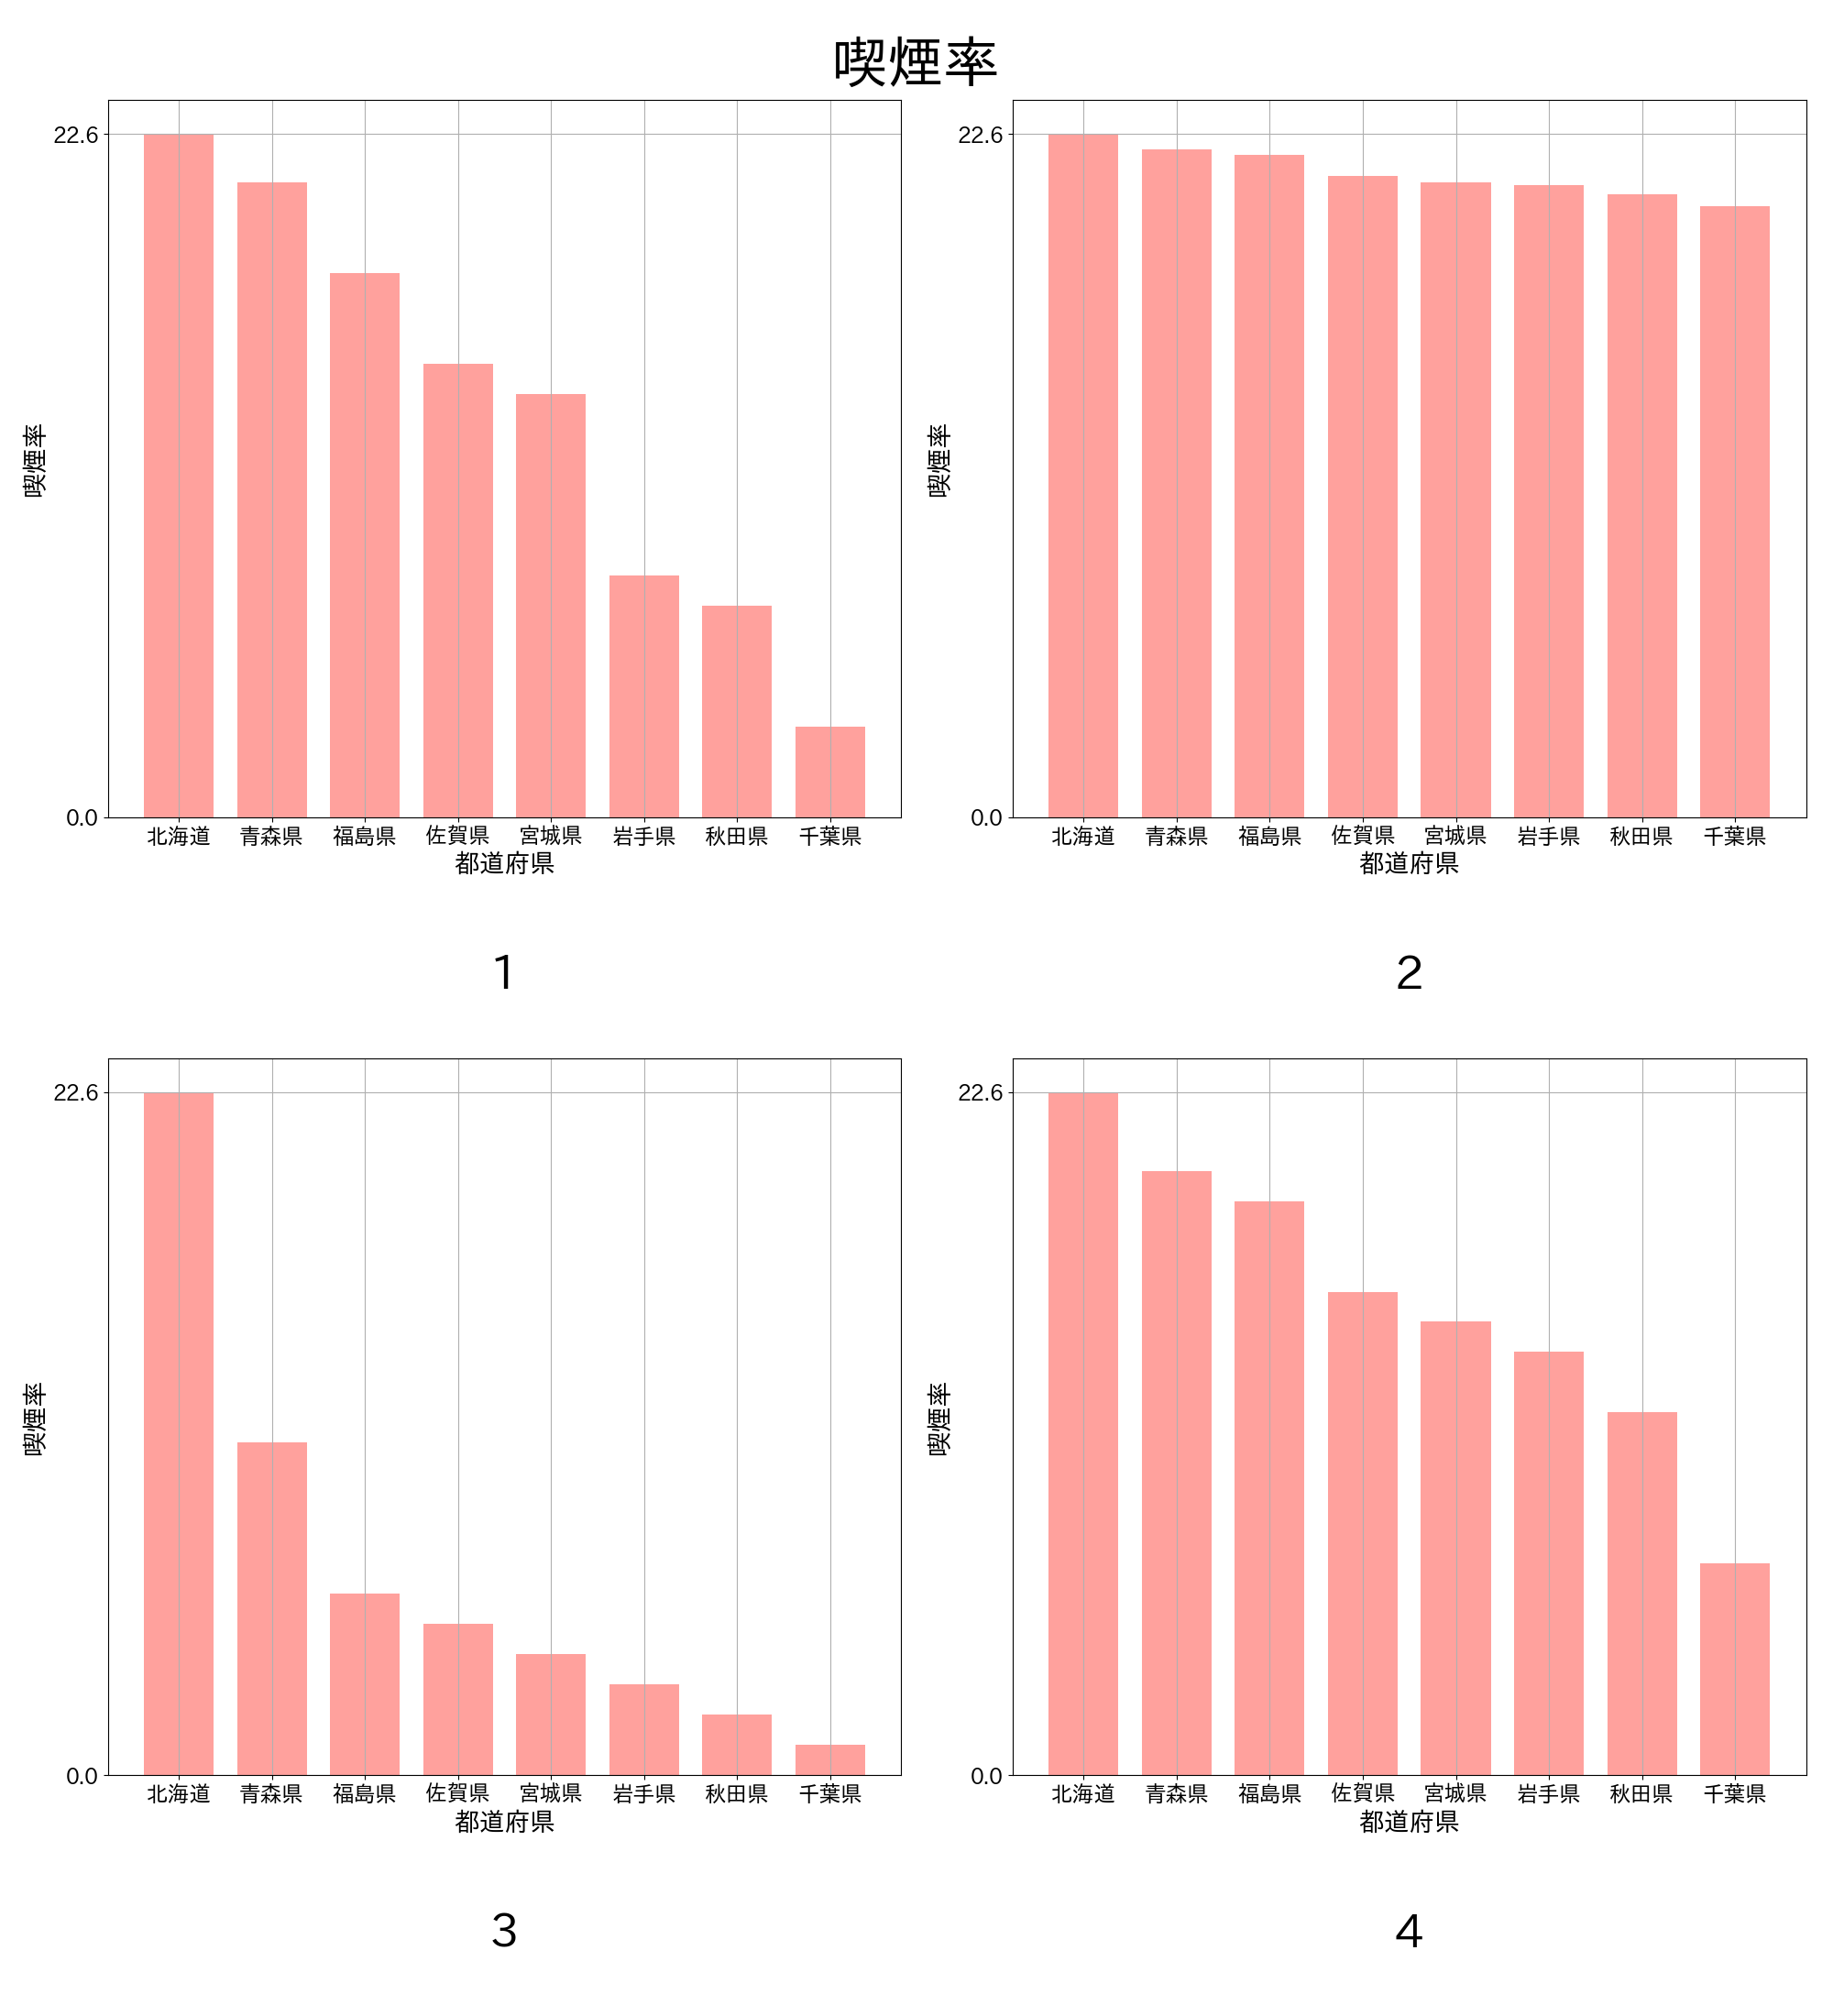 喫煙率
22.6
喫煙率
0.0
北海道 青森県 福島県 佐賀県 宮城県 岩手県 秋田県 千葉県
都道府県
1
22.6
喫煙率
0.0
北海道 青森県 福島県 佐賀県 宮城県 岩手県 秋田県 千葉県
都道府県
2
22.6
喫煙率
0.0
北海道 青森県 福島県 佐賀県 宮城県 岩手県 秋田県 千葉県
都道府県
3
22.6
喫煙率
0.0
北海道 青森県 福島県 佐賀県 宮城県 岩手県 秋田県 千葉県
都道府県
4